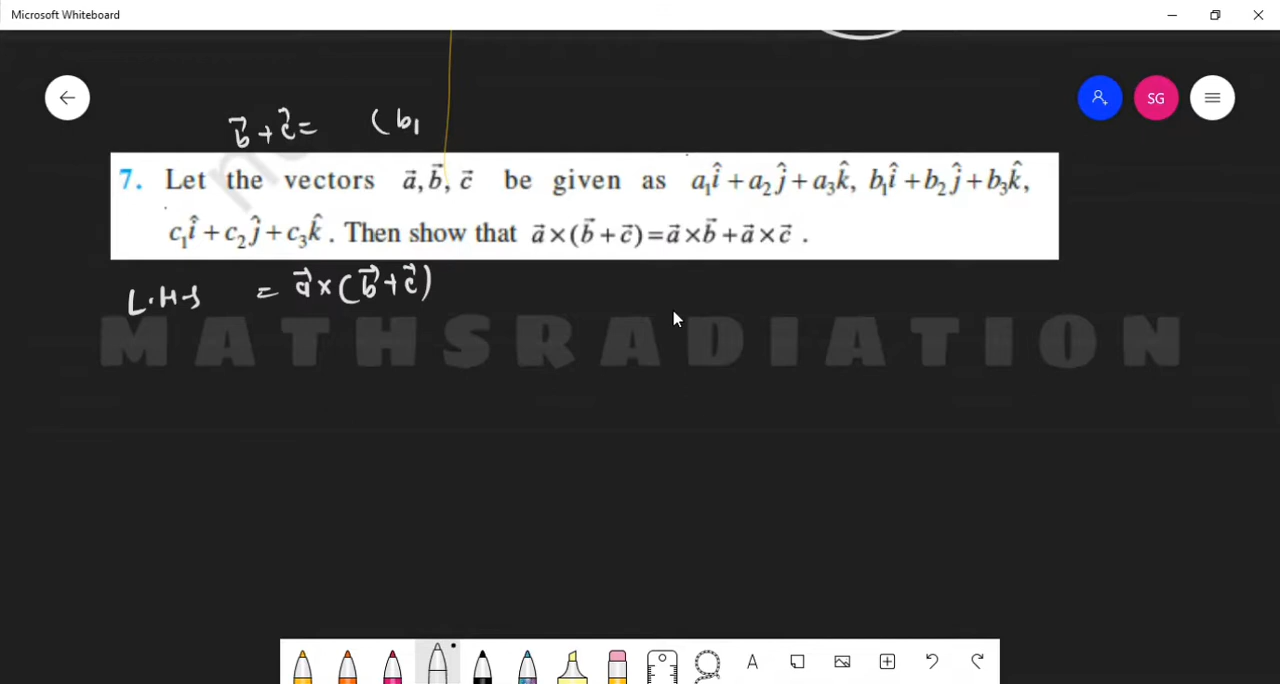 Microsoft Whiteboard
SG
b⃗ + c⃗ = (b₁
7. Let the vectors a⃗, b⃗, c⃗ be given as a₁î + a₂ĵ + a₃k̂, b₁î + b₂ĵ + b₃k̂,
c₁î + c₂ĵ + c₃k̂. Then show that a⃗ × (b⃗ + c⃗) = a⃗ × b⃗ + a⃗ × c⃗.
L.H.S = a⃗ × (b⃗ + c⃗)
MATHSRADIATION